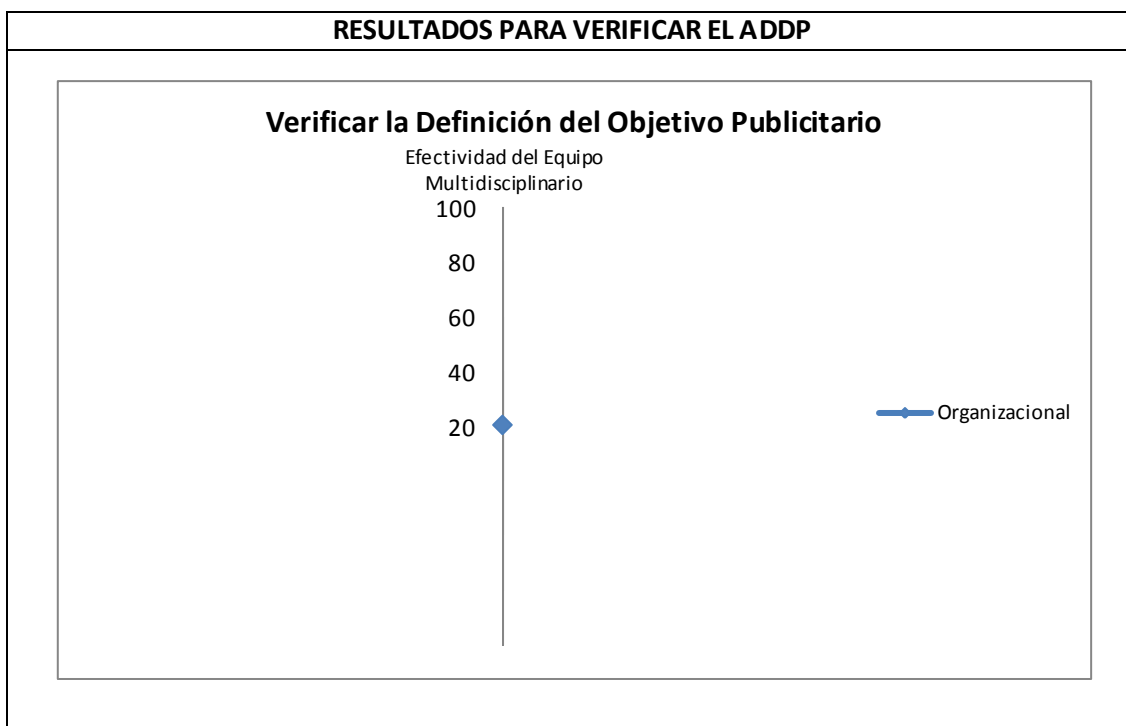 RESULTADOS PARA VERIFICAR EL ADDP
Verificar la Definición del Objetivo Publicitario
Efectividad del Equipo
Multidisciplinario
100
80
60
40
20
Organizacional